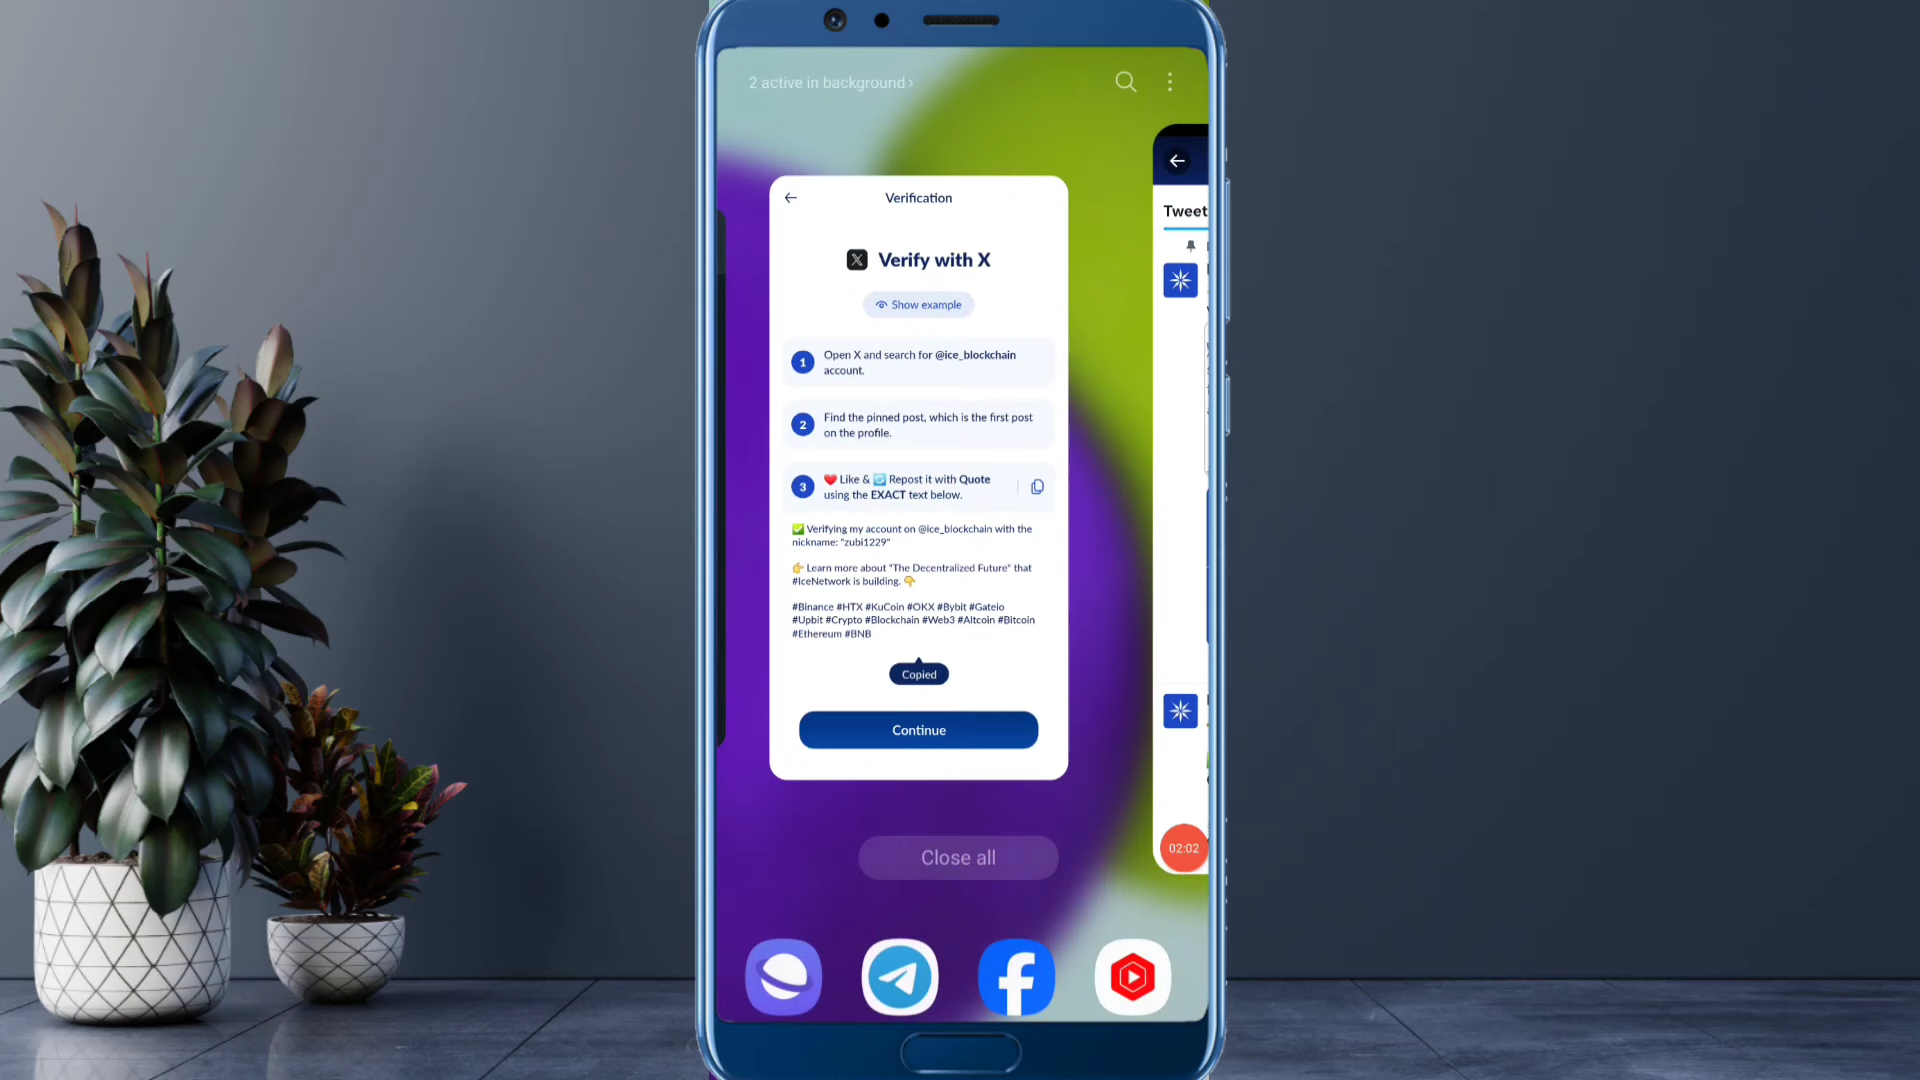 2 active in background ›
Tweet
Verification
X Verify with X
Show example
1
Open X and search for @ice_blockchain
account.
2
Find the pinned post, which is the first post
on the profile.
3
❤️ Like & 🔄 Repost it with Quote
using the EXACT text below.
✅ Verifying my account on @ice_blockchain with the
nickname: "zubi1229"
👉 Learn more about "The Decentralized Future" that
#IceNetwork is building. 👇
#Binance #HTX #KuCoin #OKX #Bybit #Gateio
#Upbit #Crypto #Blockchain #Web3 #Altcoin #Bitcoin
#Ethereum #BNB
Copied
Continue
Close all
02:02